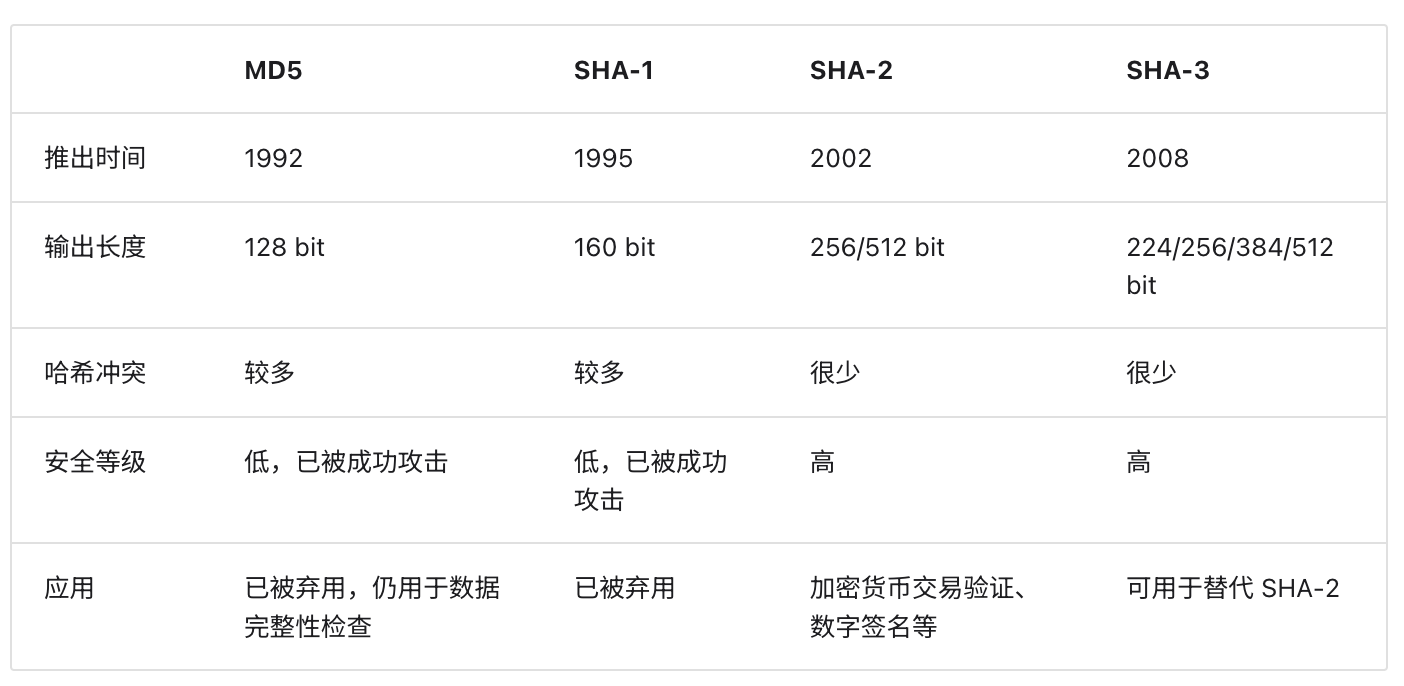 MD5 SHA-1 SHA-2 SHA-3
推出时间 1992 1995 2002 2008
输出长度 128 bit 160 bit 256/512 bit 224/256/384/512
bit
哈希冲突 较多 较多 很少 很少
安全等级 低，已被成功攻击 低，已被成功 高 高
攻击
应用 已被弃用，仍用于数据 已被弃用 加密货币交易验证、 可用于替代 SHA-2
完整性检查 数字签名等